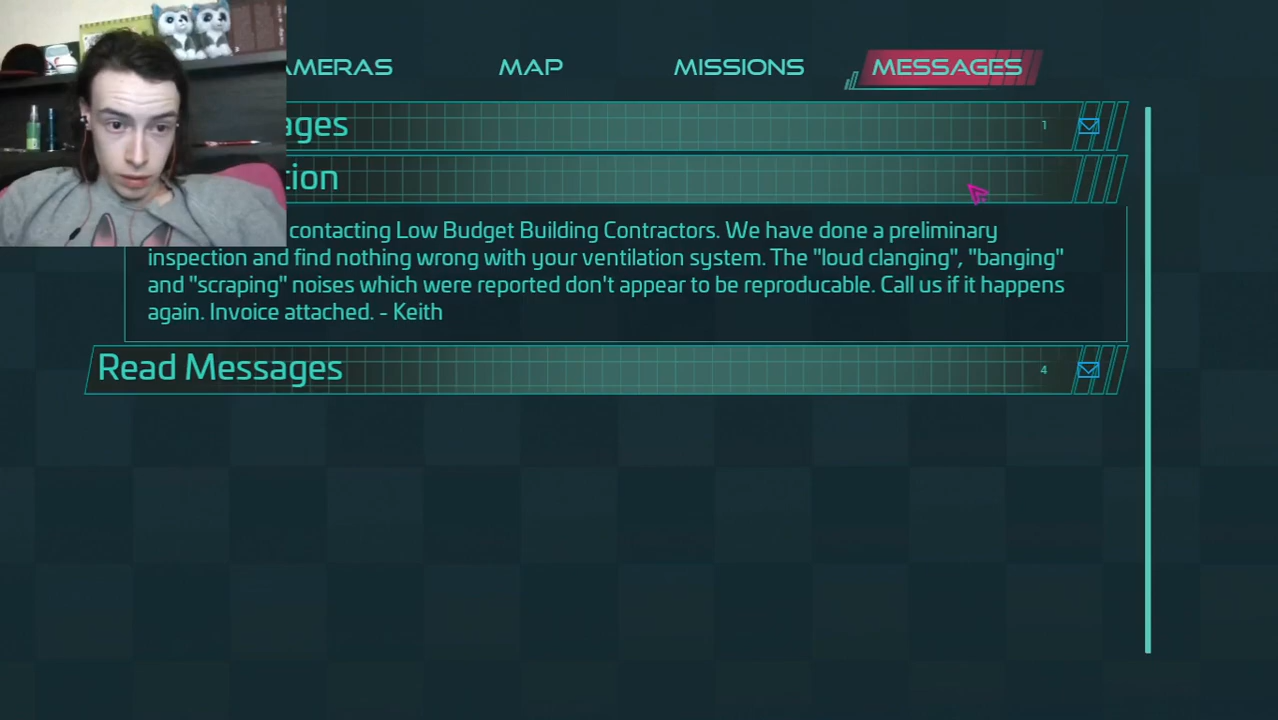 AMERAS MAP MISSIONS MESSAGES
ages 1
tion
contacting Low Budget Building Contractors. We have done a preliminary
inspection and find nothing wrong with your ventilation system. The "loud clanging", "banging"
and "scraping" noises which were reported don't appear to be reproducable. Call us if it happens
again. Invoice attached. - Keith
Read Messages 4